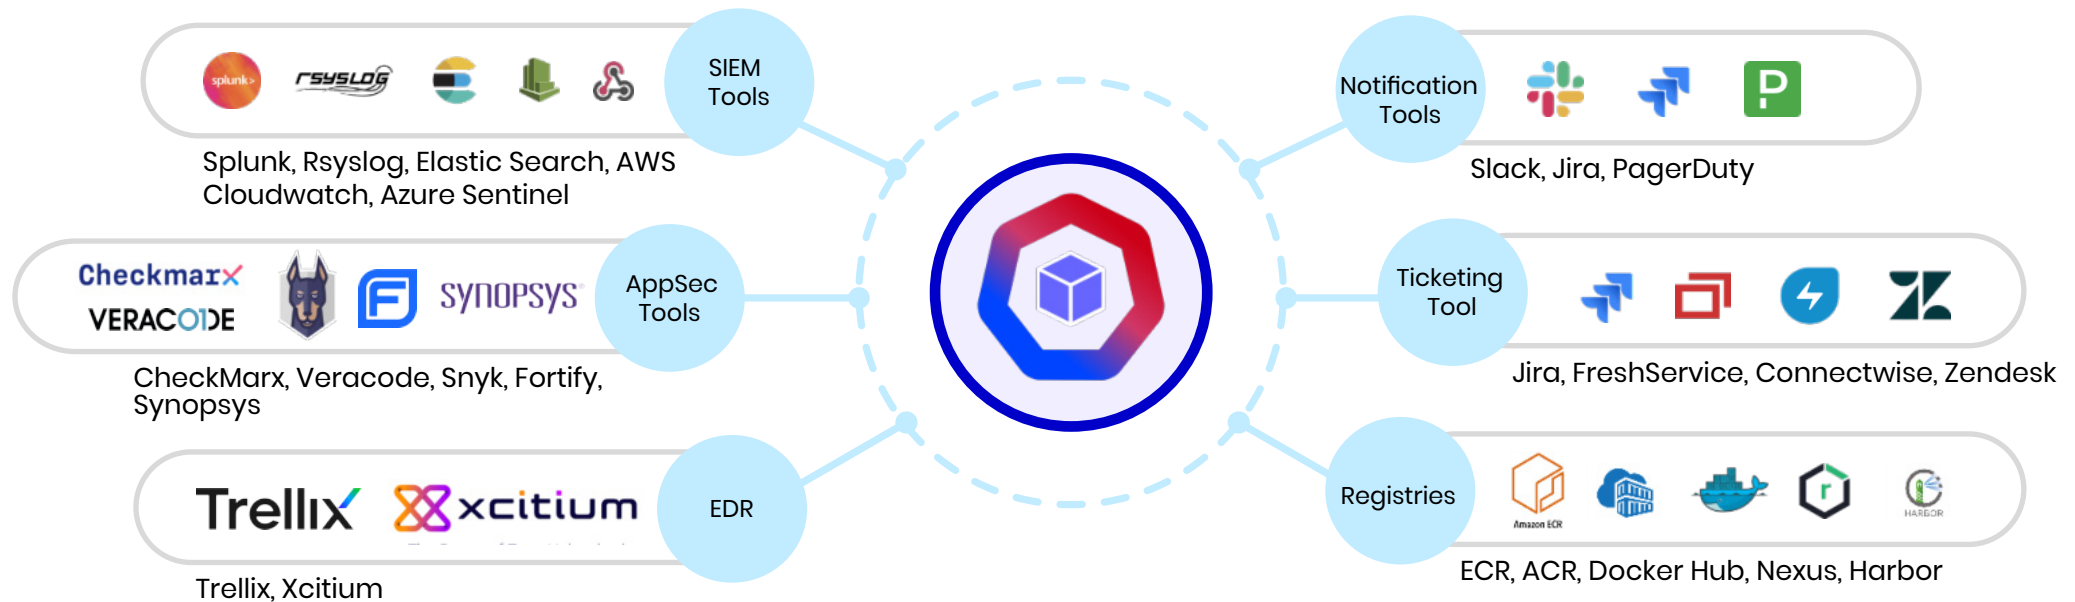 splunk>
RSYSLOG
SIEM
Tools
Splunk, Rsyslog, Elastic Search, AWS
Cloudwatch, Azure Sentinel
Checkmarx
VERACODE
SYNOPSYS
AppSec
Tools
CheckMarx, Veracode, Snyk, Fortify,
Synopsys
Trellix
xcitium
EDR
Trellix, Xcitium
Notification
Tools
P
Slack, Jira, PagerDuty
Ticketing
Tool
Jira, FreshService, Connectwise, Zendesk
Registries
Amazon ECR
r
HARBOR
ECR, ACR, Docker Hub, Nexus, Harbor